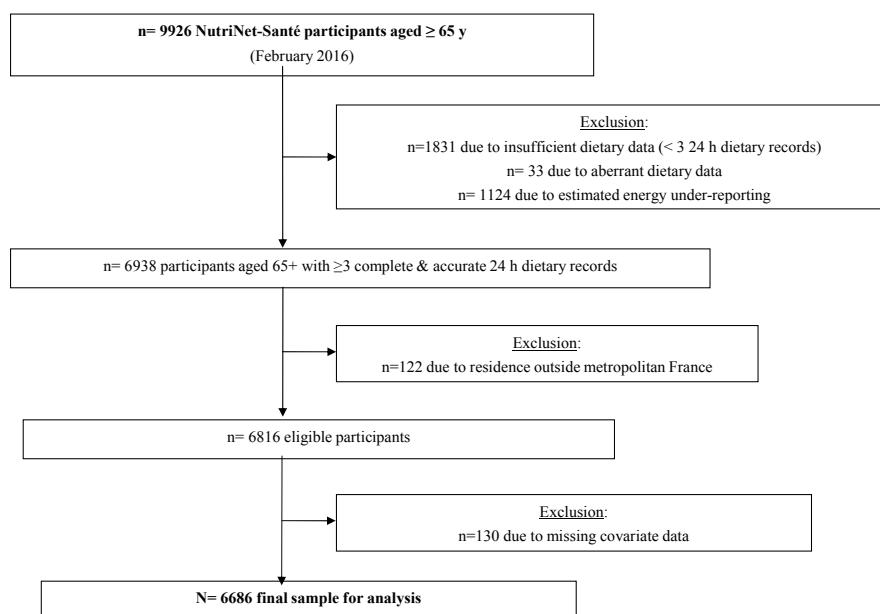 n= 9926 NutriNet-Santé participants aged ≥ 65 y
(February 2016)
Exclusion:
n=1831 due to insufficient dietary data (< 3 24 h dietary records)
n= 33 due to aberrant dietary data
n= 1124 due to estimated energy under-reporting
n= 6938 participants aged 65+ with ≥3 complete & accurate 24 h dietary records
Exclusion:
n=122 due to residence outside metropolitan France
n= 6816 eligible participants
Exclusion:
n=130 due to missing covariate data
N= 6686 final sample for analysis